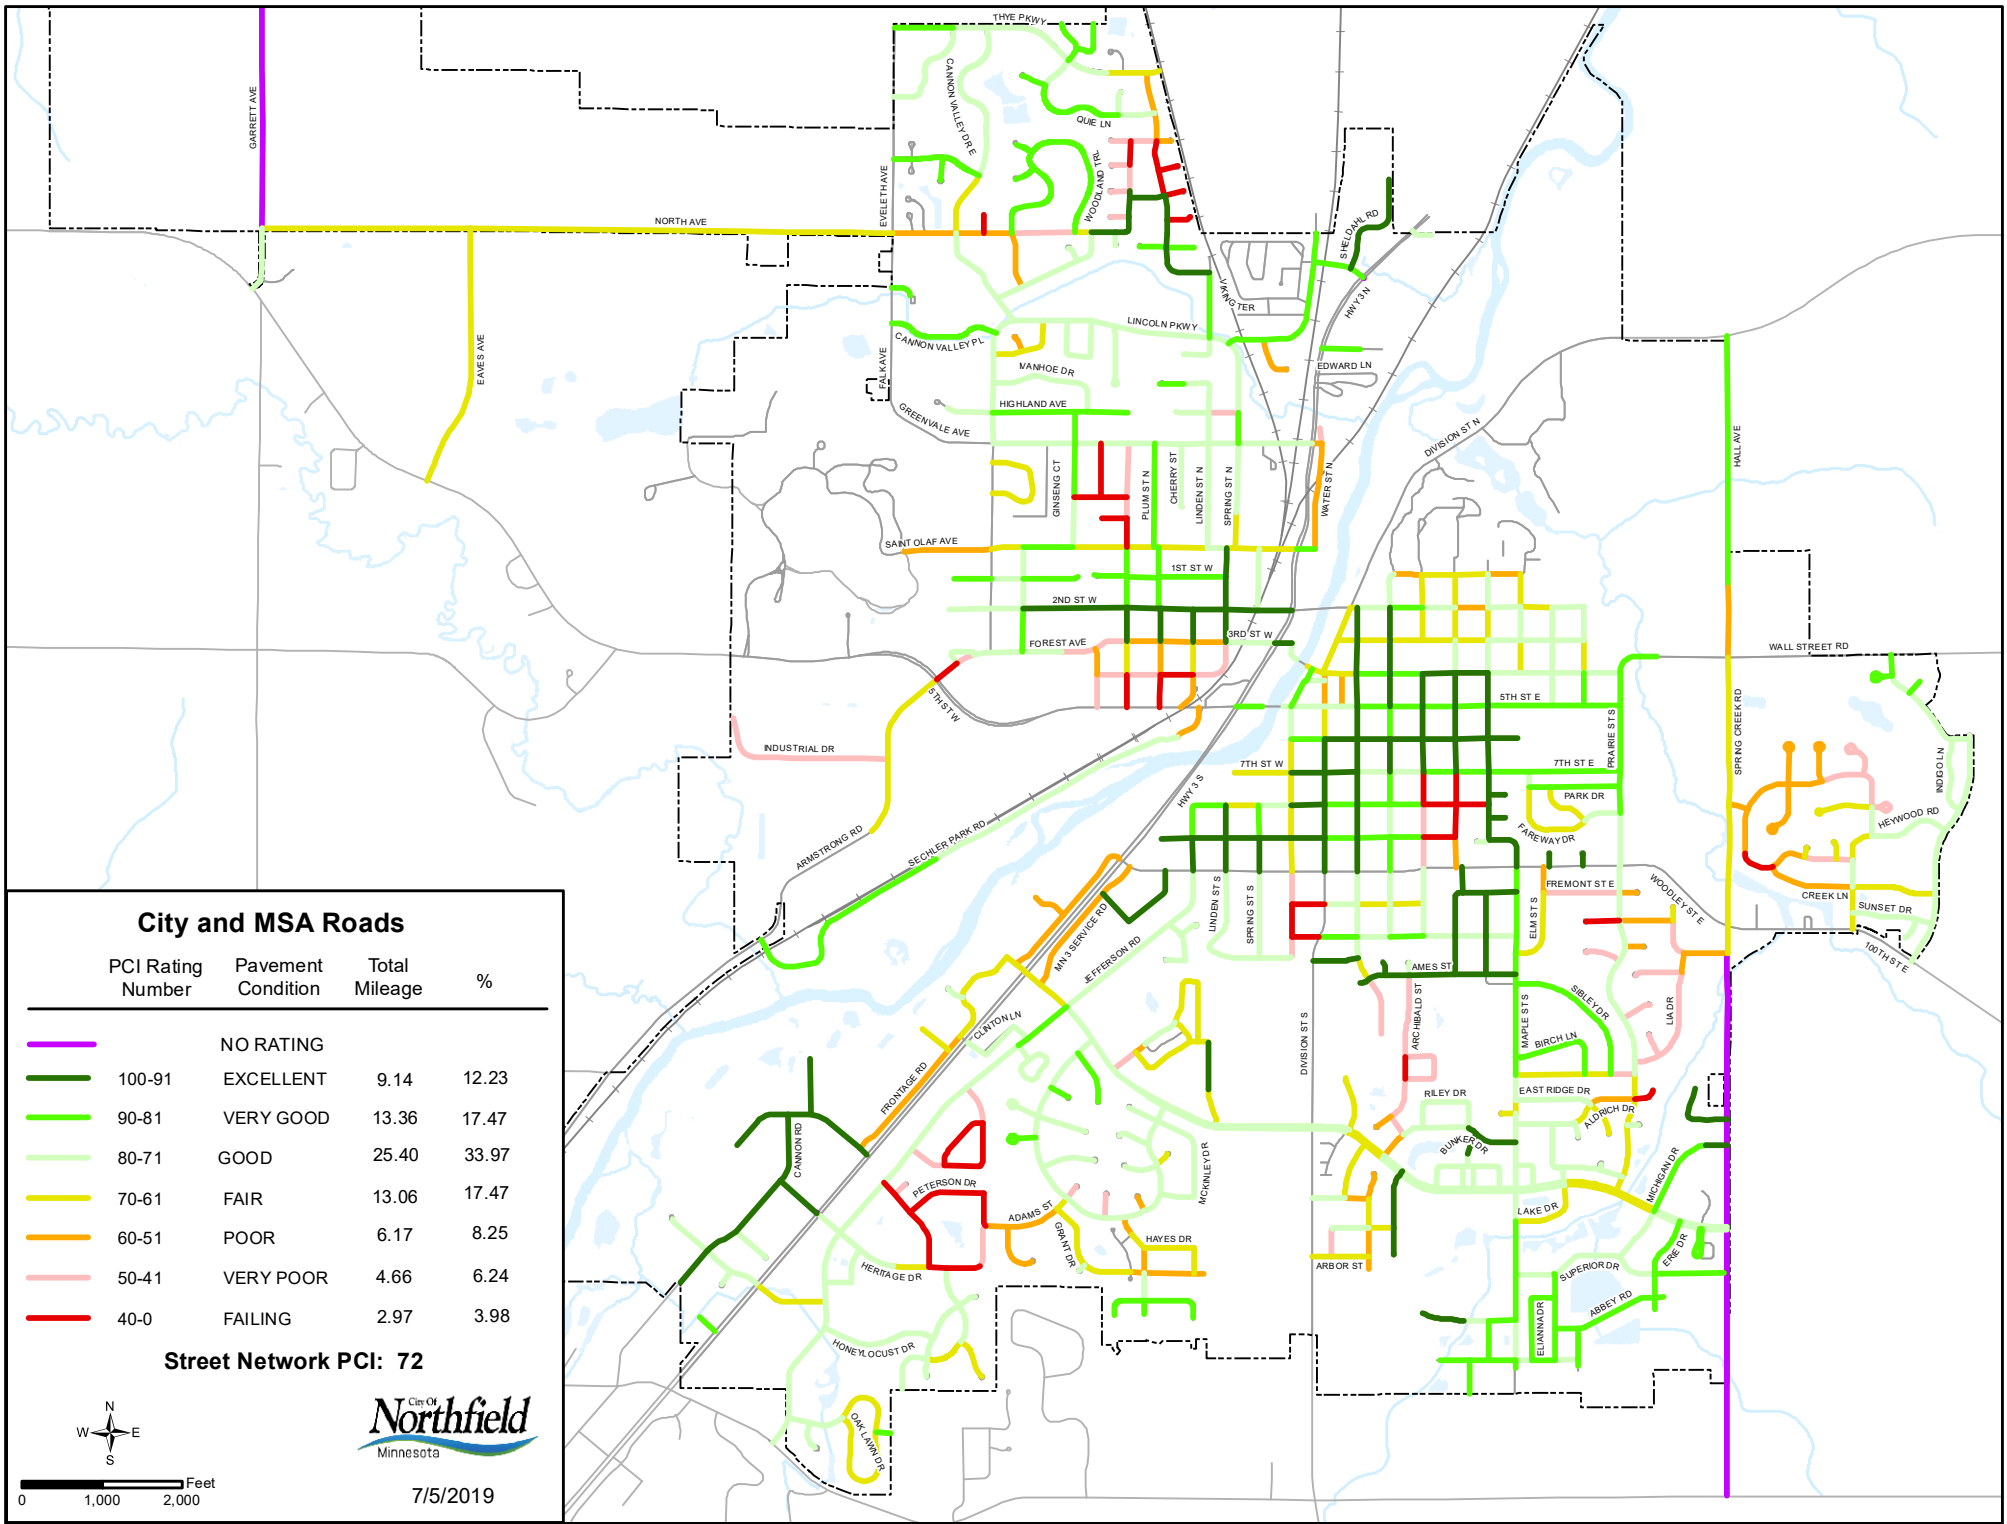 THYE PKWY
CANNON VALLEY DR E
GARRETT AVE
QUIE LN
WOODLAND TRL
EVELETH AVE
NORTH AVE
SHELDAHL RD
VIKING TER
HWY 3 N
LINCOLN PKWY
CANNON VALLEY PL
EAVES AVE
FALK AVE
IVANHOE DR
EDWARD LN
HIGHLAND AVE
GREENVALE AVE
DIVISION ST N
HALL AVE
GINSENG CT
PLUM ST N
CHERRY ST
LINDEN ST N
SPRING ST N
WATER ST N
SAINT OLAF AVE
1ST ST W
2ND ST W
3RD ST W
FOREST AVE
WALL STREET RD
5TH ST W
5TH ST E
PRAIRIE ST S
SPRING CREEK RD
INDUSTRIAL DR
7TH ST W
7TH ST E
INDIGO LN
HWY 3 S
PARK DR
HEYWOOD RD
FAREWAY DR
ARMSTRONG RD
SECHLER PARK RD
FREMONT ST E
WOODLEY ST E
CREEK LN
SUNSET DR
LINDEN ST S
SPRING ST S
ELM ST S
MN 3 SERVICE RD
JEFFERSON RD
100TH ST E
AMES ST
CLINTON LN
DIVISION ST S
ARCHIBALD ST
MAPLE ST S
SIBLEY DR
LIA DR
BIRCH LN
FRONTAGE RD
RILEY DR
EAST RIDGE DR
ALDRICH DR
CANNON RD
BUNKER DR
MCKINLEY DR
MICHIGAN DR
PETERSON DR
ADAMS ST
GRANT DR
HAYES DR
LAKE DR
ERIE DR
HERITAGE DR
ARBOR ST
SUPERIOR DR
ABBEY RD
ELIANNA DR
HONEYLOCUST DR
OAK LAWN DR
City and MSA Roads
PCI Rating Number Pavement Condition Total Mileage %
NO RATING
100-91 EXCELLENT 9.14 12.23
90-81 VERY GOOD 13.36 17.47
80-71 GOOD 25.40 33.97
70-61 FAIR 13.06 17.47
60-51 POOR 6.17 8.25
50-41 VERY POOR 4.66 6.24
40-0 FAILING 2.97 3.98
Street Network PCI: 72
N
W E
S
City Of
Northfield
Minnesota
Feet
0 1,000 2,000
7/5/2019